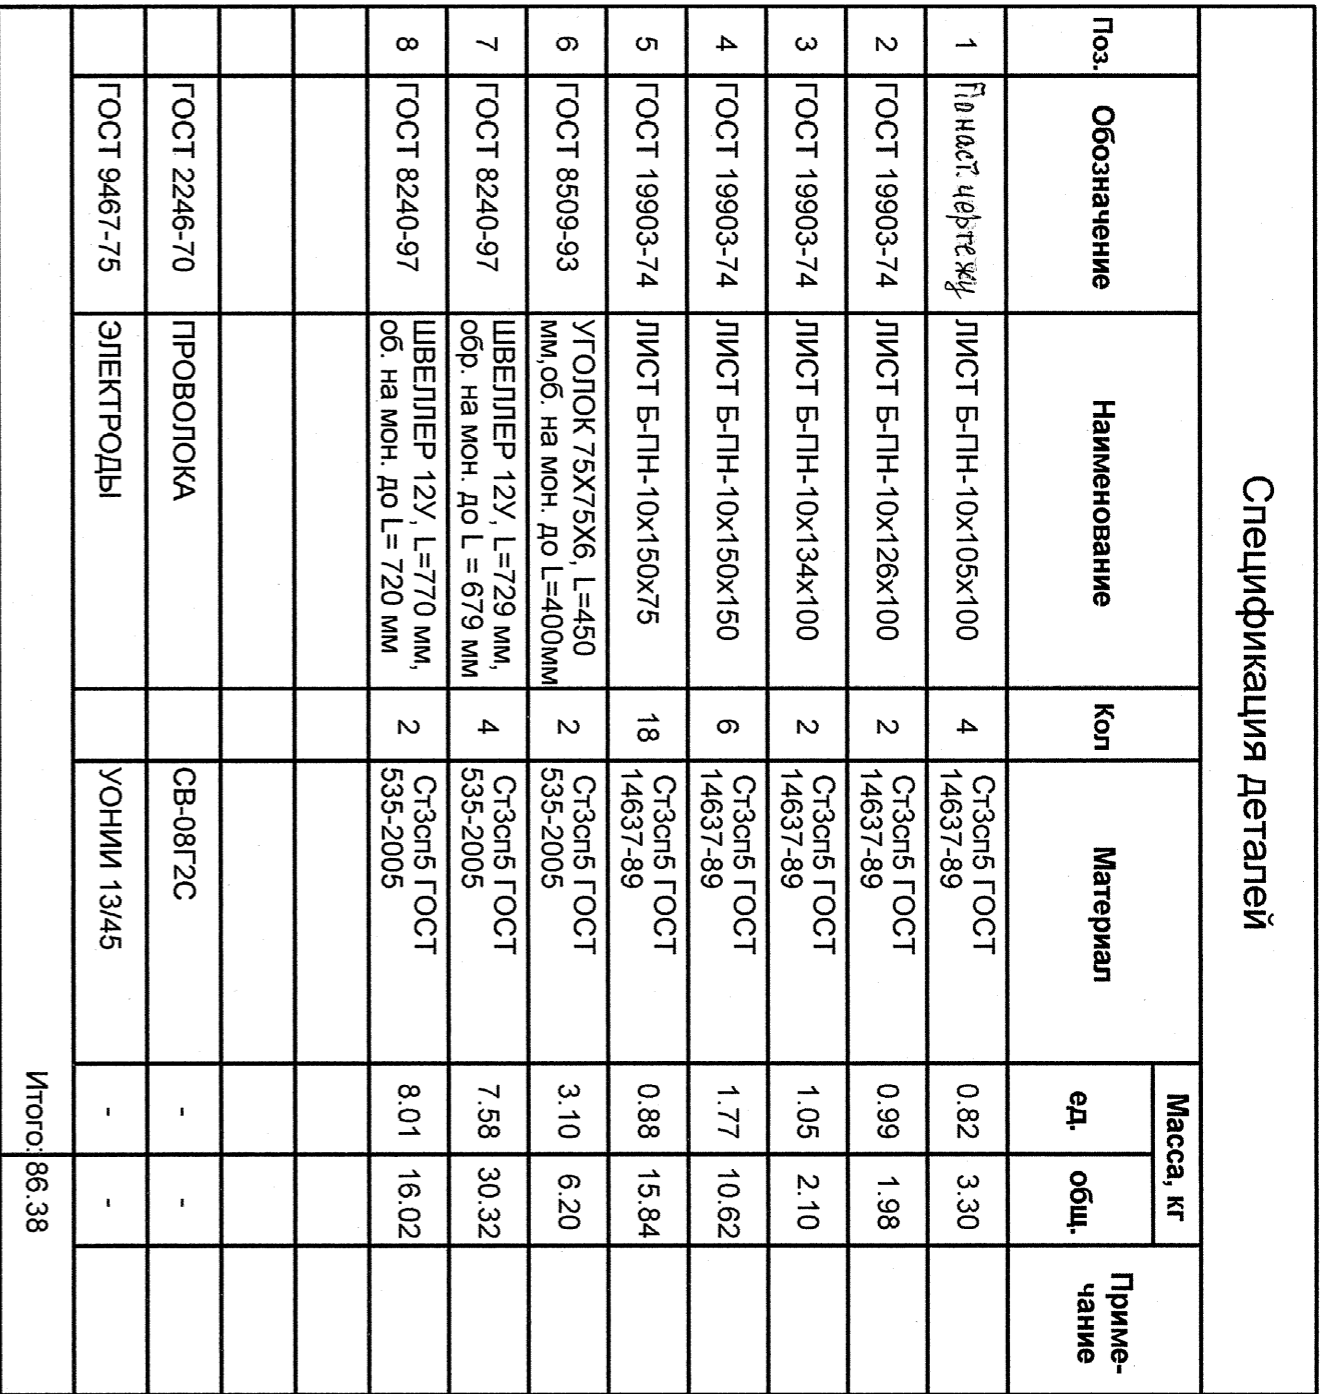 Спецификация деталей
Поз. Обозначение Наименование Кол Материал Масса, кг Приме-
чание
ед. общ.
1 По наст. чертежу ЛИСТ Б-ПН-10х105х100 4 Ст3сп5 ГОСТ
14637-89 0.82 3.30
2 ГОСТ 19903-74 ЛИСТ Б-ПН-10х126х100 2 Ст3сп5 ГОСТ
14637-89 0.99 1.98
3 ГОСТ 19903-74 ЛИСТ Б-ПН-10х134х100 2 Ст3сп5 ГОСТ
14637-89 1.05 2.10
4 ГОСТ 19903-74 ЛИСТ Б-ПН-10х150х150 6 Ст3сп5 ГОСТ
14637-89 1.77 10.62
5 ГОСТ 19903-74 ЛИСТ Б-ПН-10х150х75 18 Ст3сп5 ГОСТ
14637-89 0.88 15.84
6 ГОСТ 8509-93 УГОЛОК 75Х75Х6, L=450
мм,об. на мон. до L=400мм 2 Ст3сп5 ГОСТ
535-2005 3.10 6.20
7 ГОСТ 8240-97 ШВЕЛЛЕР 12У, L=729 мм,
обр. на мон. до L = 679 мм 4 Ст3сп5 ГОСТ
535-2005 7.58 30.32
8 ГОСТ 8240-97 ШВЕЛЛЕР 12У, L=770 мм,
об. на мон. до L= 720 мм 2 Ст3сп5 ГОСТ
535-2005 8.01 16.02
ГОСТ 2246-70 ПРОВОЛОКА СВ-08Г2С - -
ГОСТ 9467-75 ЭЛЕКТРОДЫ УОНИИ 13/45 - -
Итого: 86.38